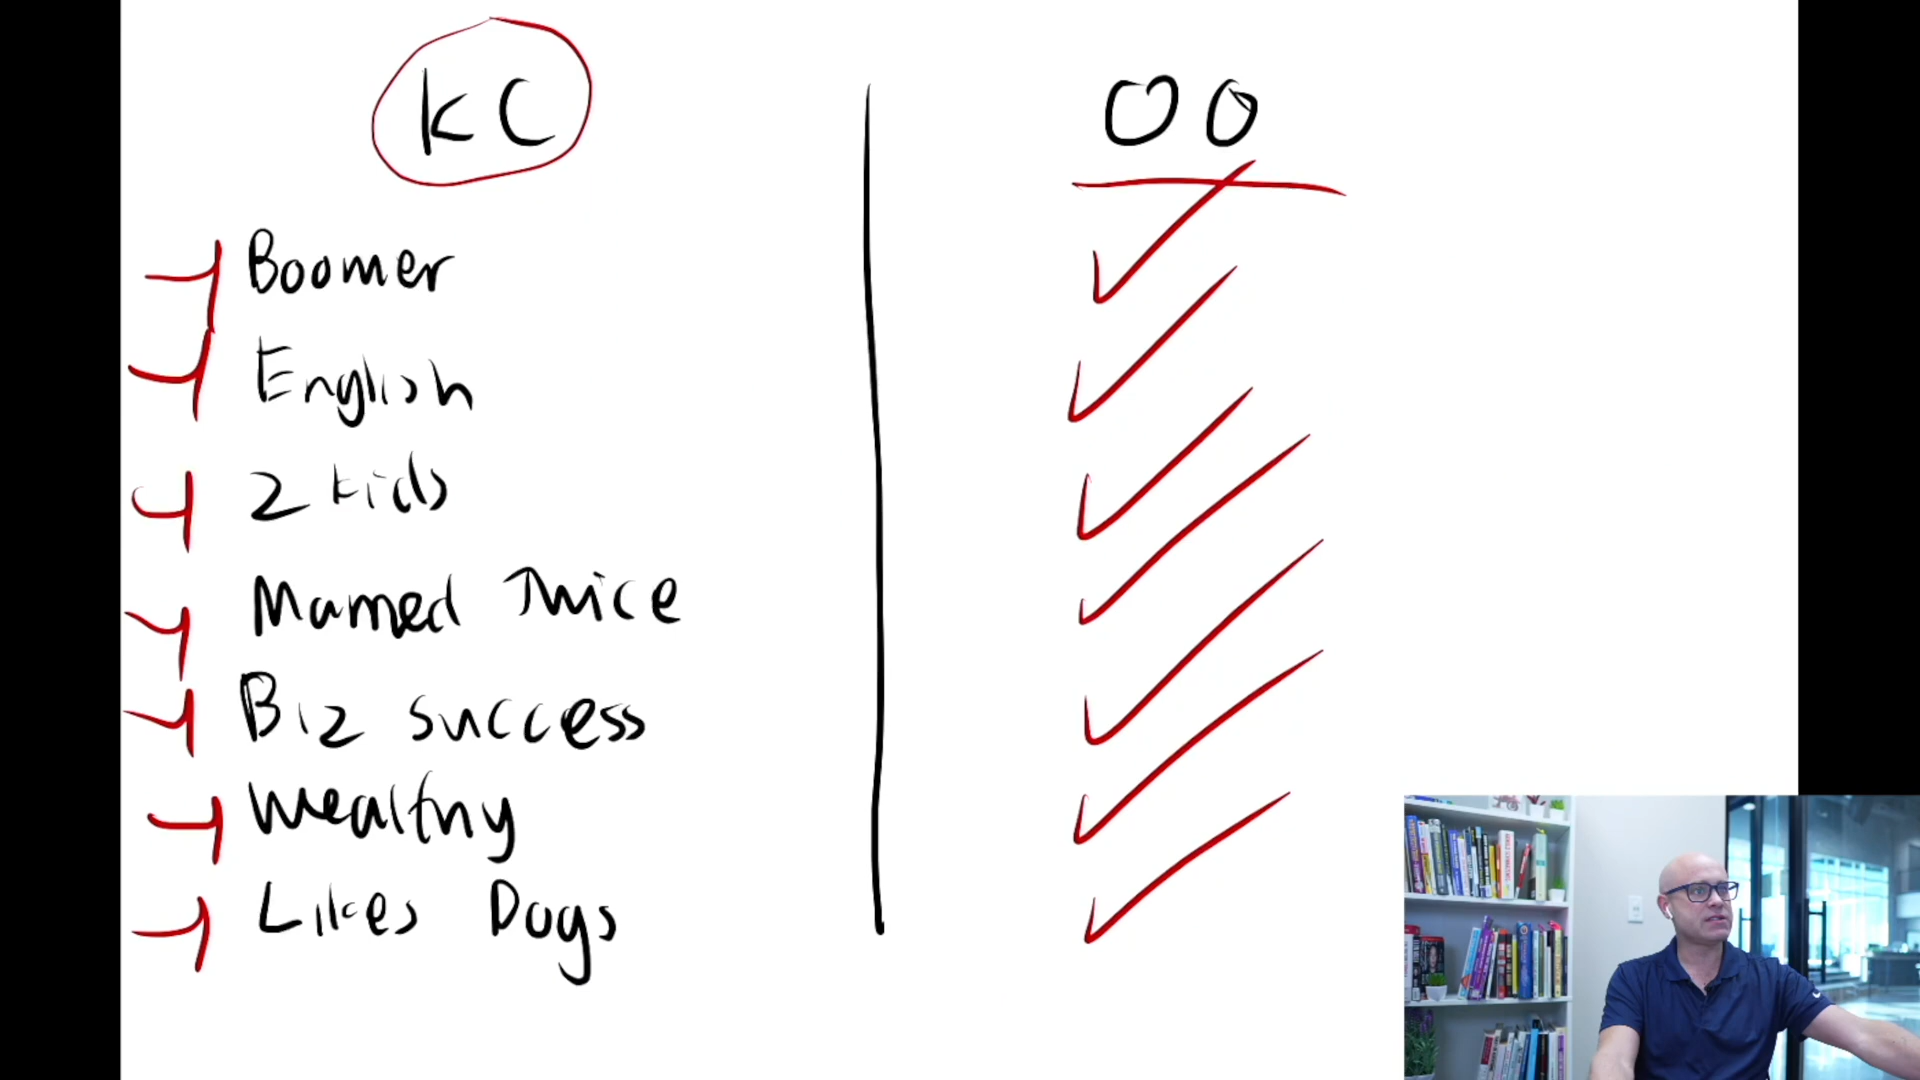 KC
OO
Boomer
English
2 kids
Married Twice
Biz success
Wealthy
Likes Dogs